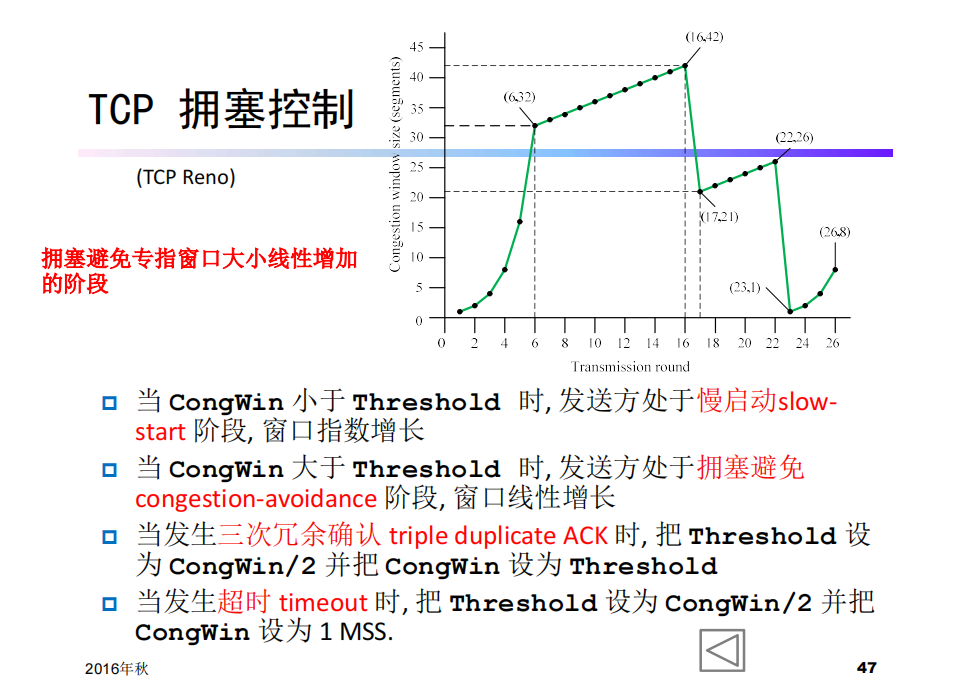 TCP 拥塞控制
(TCP Reno)
拥塞避免专指窗口大小线性增加
的阶段
Congestion window size (segments)
45
40
35
30
25
20
15
10
5
0
(6,32)
(16,42)
(17,21)
(22,26)
(23,1)
(26,8)
0 2 4 6 8 10 12 14 16 18 20 22 24 26
Transmission round
当 CongWin 小于 Threshold 时, 发送方处于慢启动slow-
start 阶段, 窗口指数增长
当 CongWin 大于 Threshold 时, 发送方处于拥塞避免
congestion-avoidance 阶段, 窗口线性增长
当发生三次冗余确认 triple duplicate ACK 时, 把 Threshold 设
为 CongWin/2 并把 CongWin 设为 Threshold
当发生超时 timeout 时, 把 Threshold 设为 CongWin/2 并把
CongWin 设为 1 MSS.
2016年秋
47